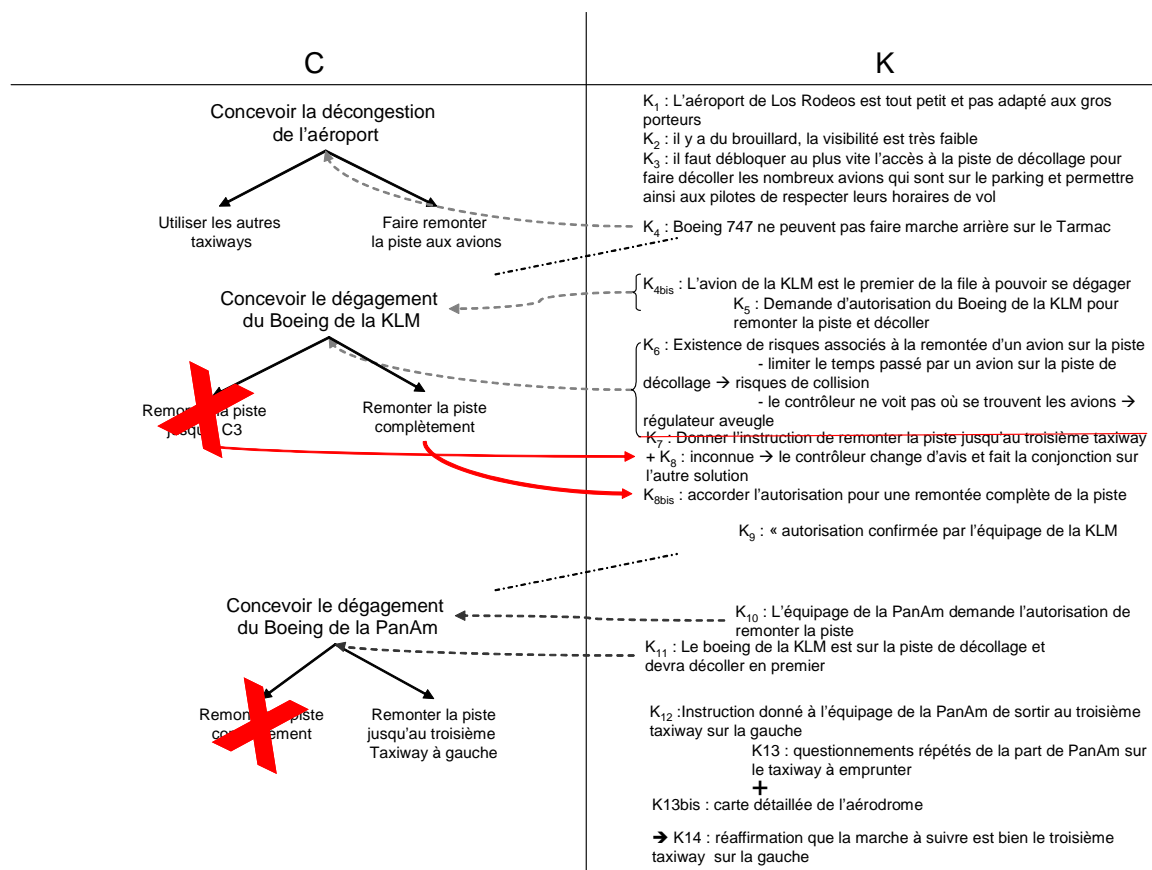 C
Concevoir la décongestion
de l'aéroport
Utiliser les autres
taxiways
Faire remonter
la piste aux avions
Concevoir le dégagement
du Boeing de la KLM
Remonter la piste
C3
Remonter la piste
complètement
Concevoir le dégagement
du Boeing de la PanAm
piste
Remonter la piste
jusqu'au troisième
Taxiway à gauche
K
K1 : L'aéroport de Los Rodeos est tout petit et pas adapté aux gros
porteurs
K2 : il y a du brouillard, la visibilité est très faible
K3 : il faut débloquer au plus vite l'accès à la piste de décollage pour
faire décoller les nombreux avions qui sont sur le parking et permettre
ainsi aux pilotes de respecter leurs horaires de vol
K4 : Boeing 747 ne peuvent pas faire marche arrière sur le Tarmac
K4bis : L'avion de la KLM est le premier de la file à pouvoir se dégager
K5 : Demande d'autorisation du Boeing de la KLM pour
remonter la piste et décoller
K6 : Existence de risques associés à la remontée d'un avion sur la piste
- limiter le temps passé par un avion sur la piste de
décollage → risques de collision
- le contrôleur ne voit pas où se trouvent les avions →
régulateur aveugle
K7 : Donner l'instruction de remonter la piste jusqu'au troisième taxiway
+ K8 : inconnue → le contrôleur change d'avis et fait la conjonction sur
l'autre solution
K8bis : accorder l'autorisation pour une remontée complète de la piste
K9 : « autorisation confirmée par l'équipage de la KLM
K10 : L'équipage de la PanAm demande l'autorisation de
remonter la piste
K11 : Le boeing de la KLM est sur la piste de décollage et
devra décoller en premier
K12 :Instruction donné à l'équipage de la PanAm de sortir au troisième
taxiway sur la gauche
K13 : questionnements répétés de la part de PanAm sur
le taxiway à emprunter
+
K13bis : carte détaillée de l'aérodrome
➔ K14 : réaffirmation que la marche à suivre est bien le troisième
taxiway sur la gauche